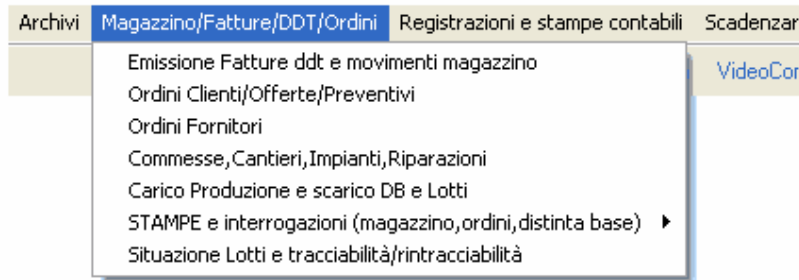 Archivi Magazzino/Fatture/DDT/Ordini Registrazioni e stampe contabili Scadenzar
Emissione Fatture ddt e movimenti magazzino
VideoCor
Ordini Clienti/Offerte/Preventivi
Ordini Fornitori
Commesse,Cantieri,Impianti,Riparazioni
Carico Produzione e scarico DB e Lotti
STAMPE e interrogazioni (magazzino,ordini,distinta base)
Situazione Lotti e tracciabilità/rintracciabilità